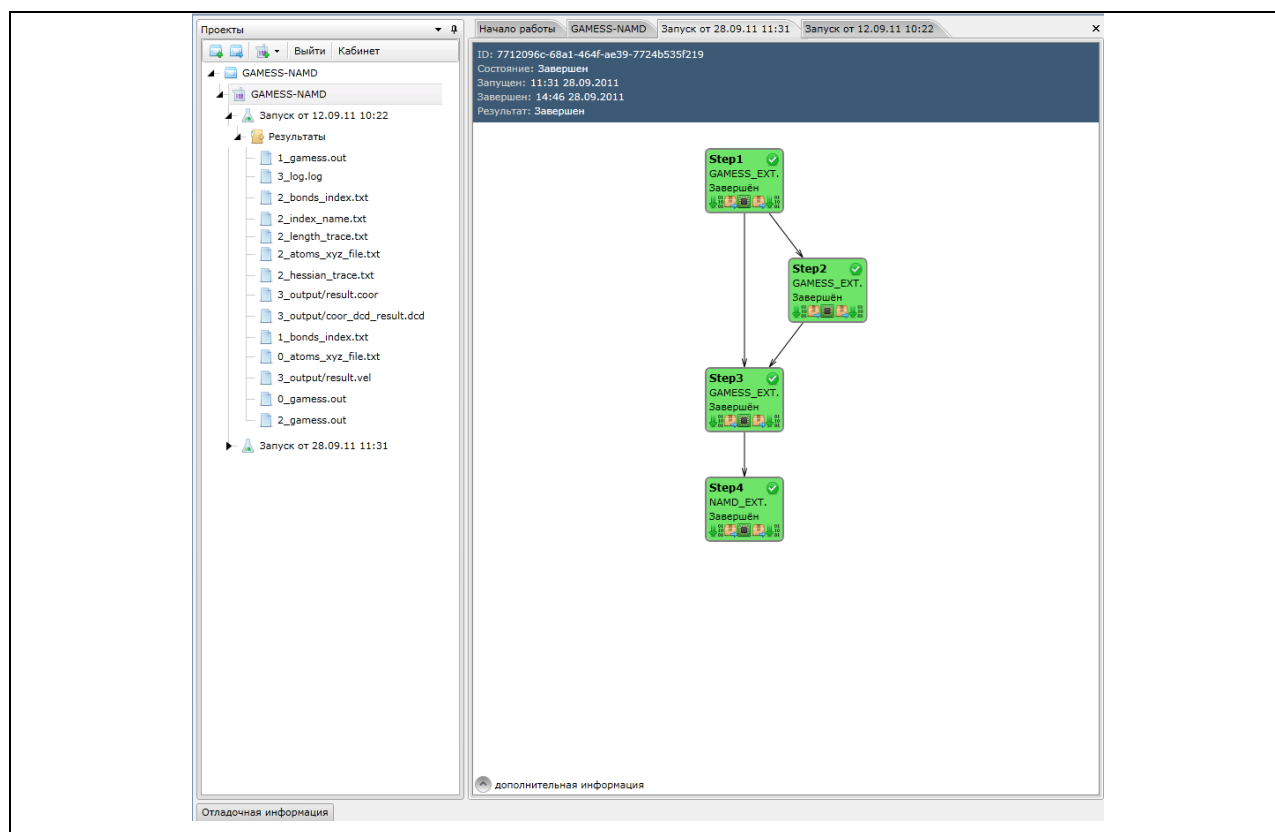 Проекты
Выйти Кабинет
GAMESS-NAMD
GAMESS-NAMD
Запуск от 12.09.11 10:22
Результаты
1_gamess.out
3_log.log
2_bonds_index.txt
2_index_name.txt
2_length_trace.txt
2_atoms_xyz_file.txt
2_hessian_trace.txt
3_output/result.coor
3_output/coor_dcd_result.dcd
1_bonds_index.txt
0_atoms_xyz_file.txt
3_output/result.vel
0_gamess.out
2_gamess.out
Запуск от 28.09.11 11:31
Начало работы GAMESS-NAMD Запуск от 28.09.11 11:31 Запуск от 12.09.11 10:22
ID: 7712096c-68a1-464f-ae39-7724b535f219
Состояние: Завершен
Запущен: 11:31 28.09.2011
Завершен: 14:46 28.09.2011
Результат: Завершен
Step1
GAMESS_EXT.
Завершён
Step2
GAMESS_EXT.
Завершён
Step3
GAMESS_EXT.
Завершён
Step4
NAMD_EXT.
Завершён
дополнительная информация
Отладочная информация